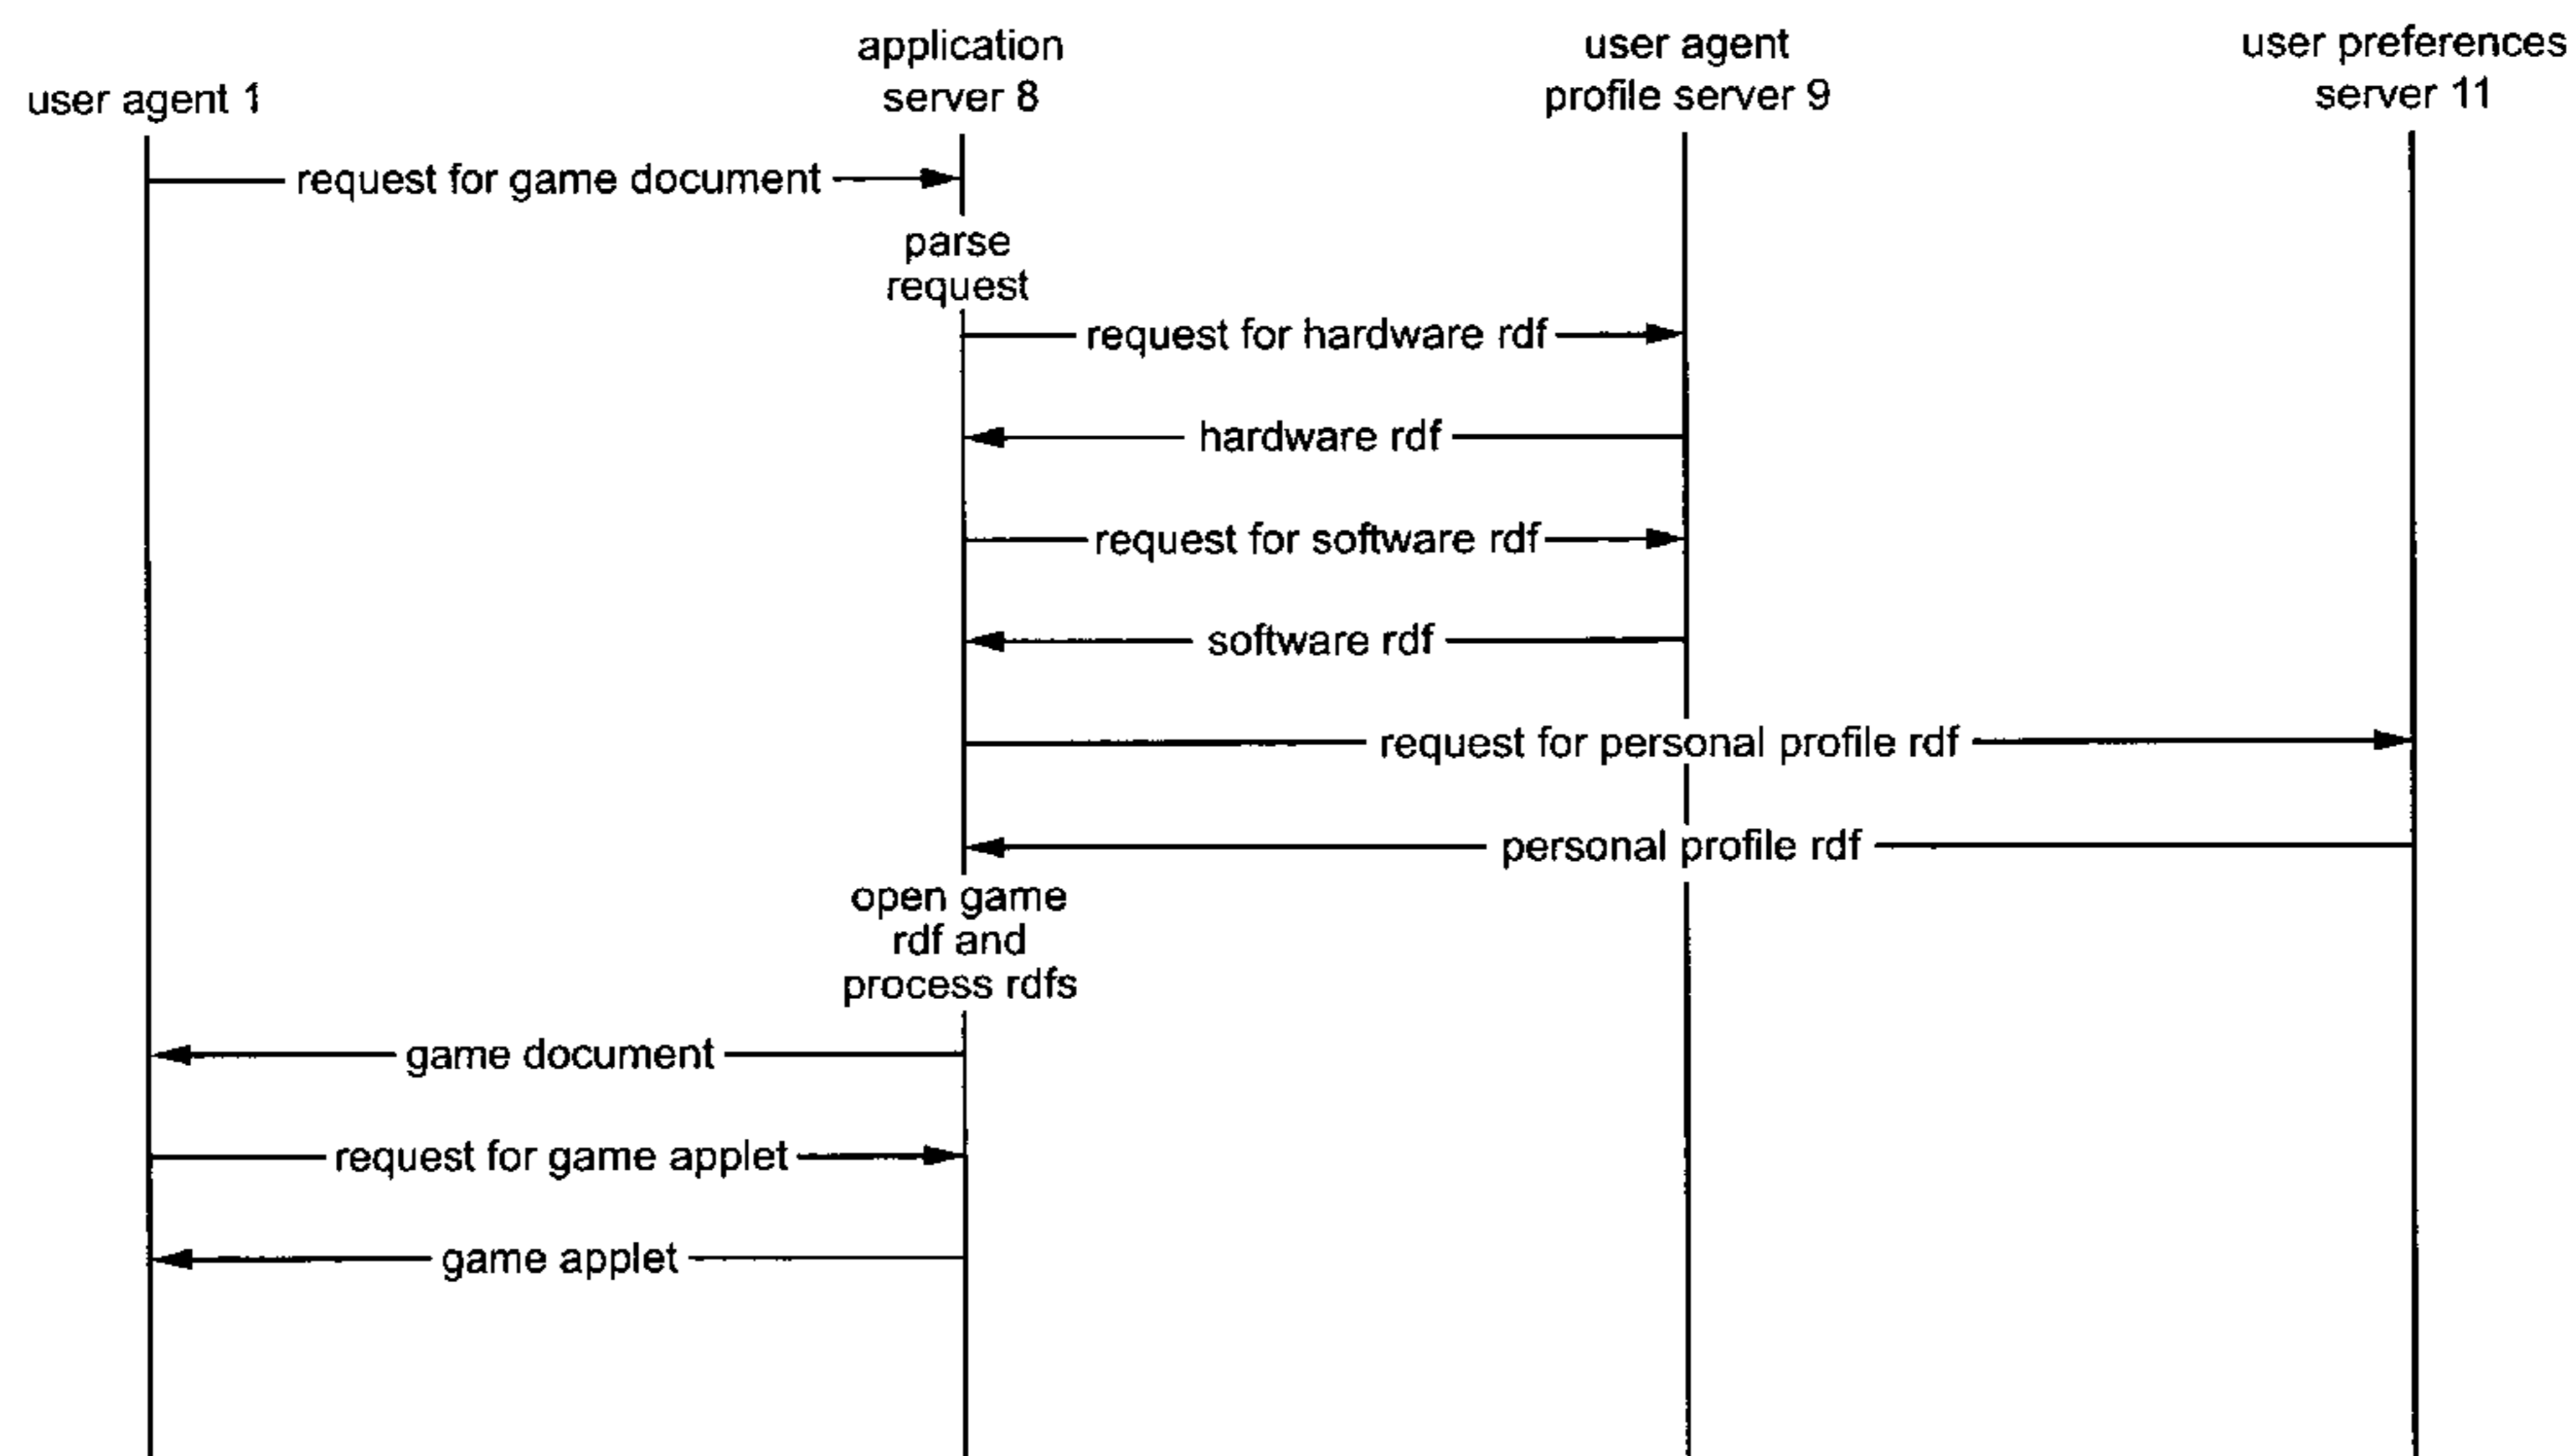 user agent 1
application
server 8
user agent
profile server 9
user preferences
server 11
request for game document
parse
request
request for hardware rdf
hardware rdf
request for software rdf
software rdf
request for personal profile rdf
personal profile rdf
open game
rdf and
process rdfs
game document
request for game applet
game applet